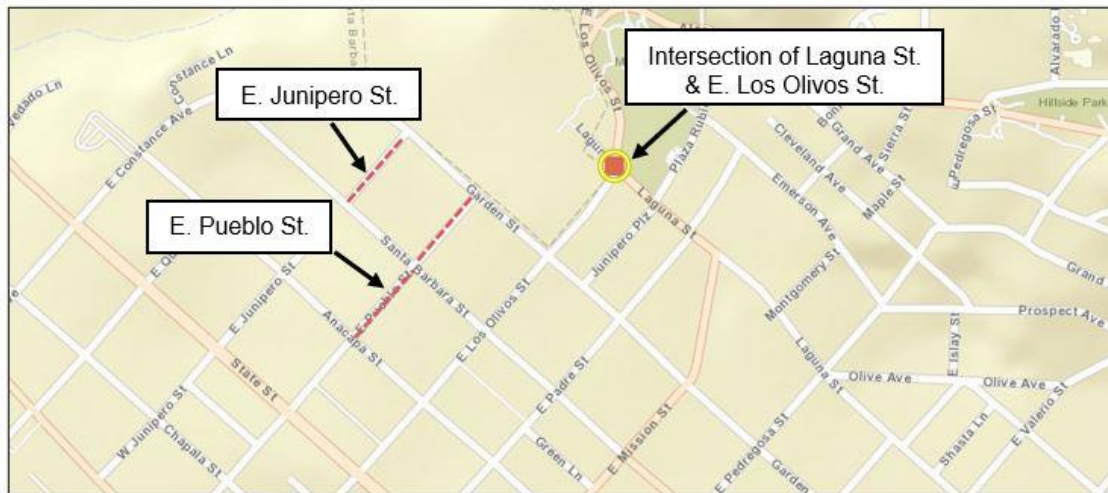 E. Junipero St.
E. Pueblo St.
Intersection of Laguna St.
& E. Los Olivos St.
Vedado Ln
E Constance Ave
E Los Olivos St
Alvarado
Hillside Park
Plaza Rubio
Laguna St
Garden St
Santa Barbara St
Junipero Plz
Cleveland Ave
Grand Ave
Sierra St
Maple St
Pedregosa St
Emerson Ave
E Junipero St
Anacapa St
State St
W Junipero St
Chapala St
E Los Olivos St
E Padre St
Green Ln
E Mission St
E Pedregosa St
Garden
Montgomery St
Laguna St
Olive Ave
Olive Ave
E Islay St
Prospect Ave
Grand
Shasta Ln
E Valerio St